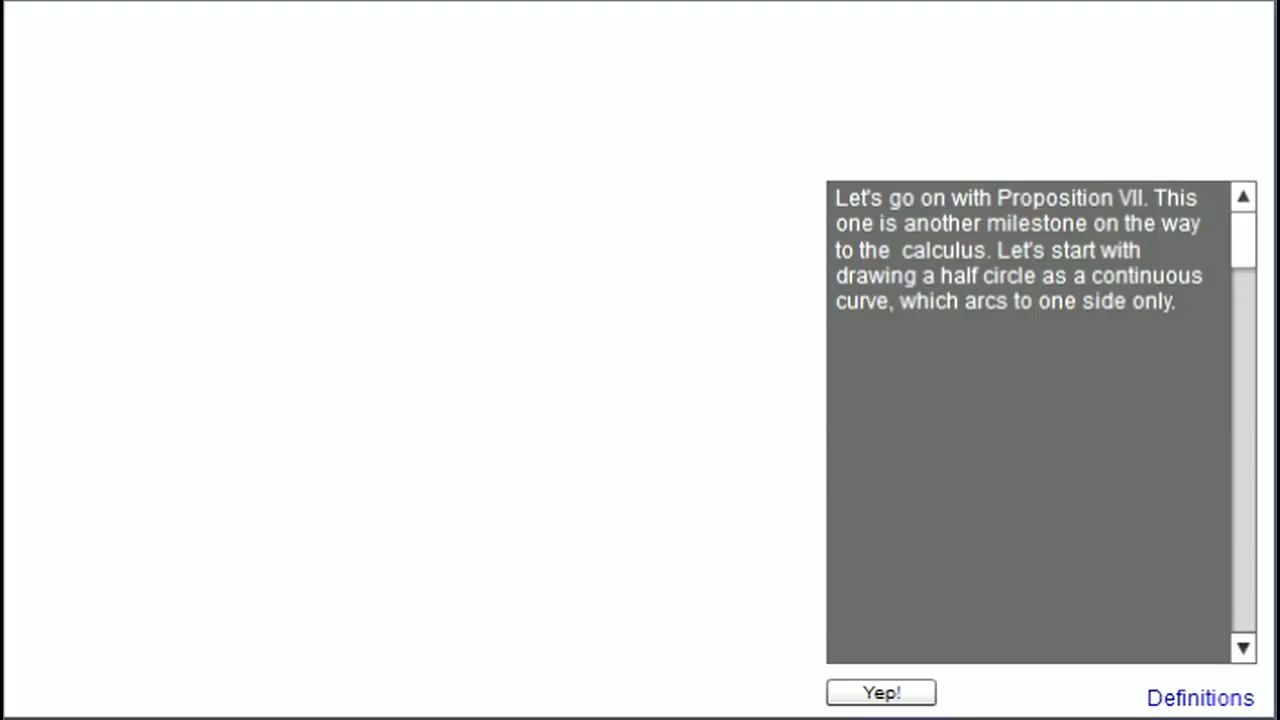 Let's go on with Proposition VII. This
one is another milestone on the way
to the  calculus. Let's start with
drawing a half circle as a continuous
curve, which arcs to one side only.
Yep!
Definitions